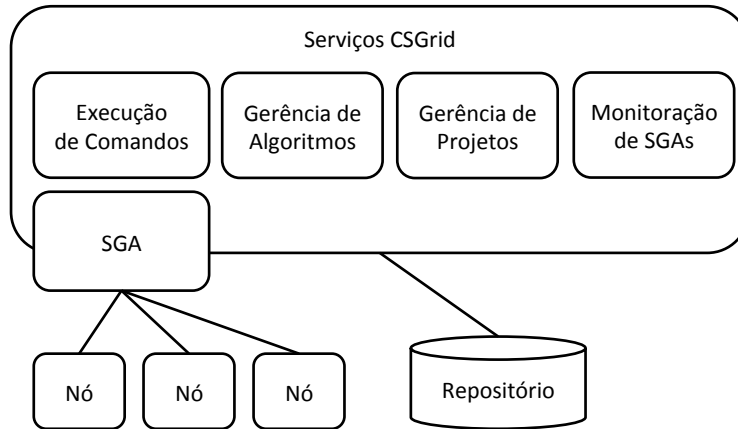 Serviços CSGrid
Execução
de Comandos
Gerência de
Algoritmos
Gerência de
Projetos
Monitoração
de SGAs
SGA
Nó
Nó
Nó
Repositório